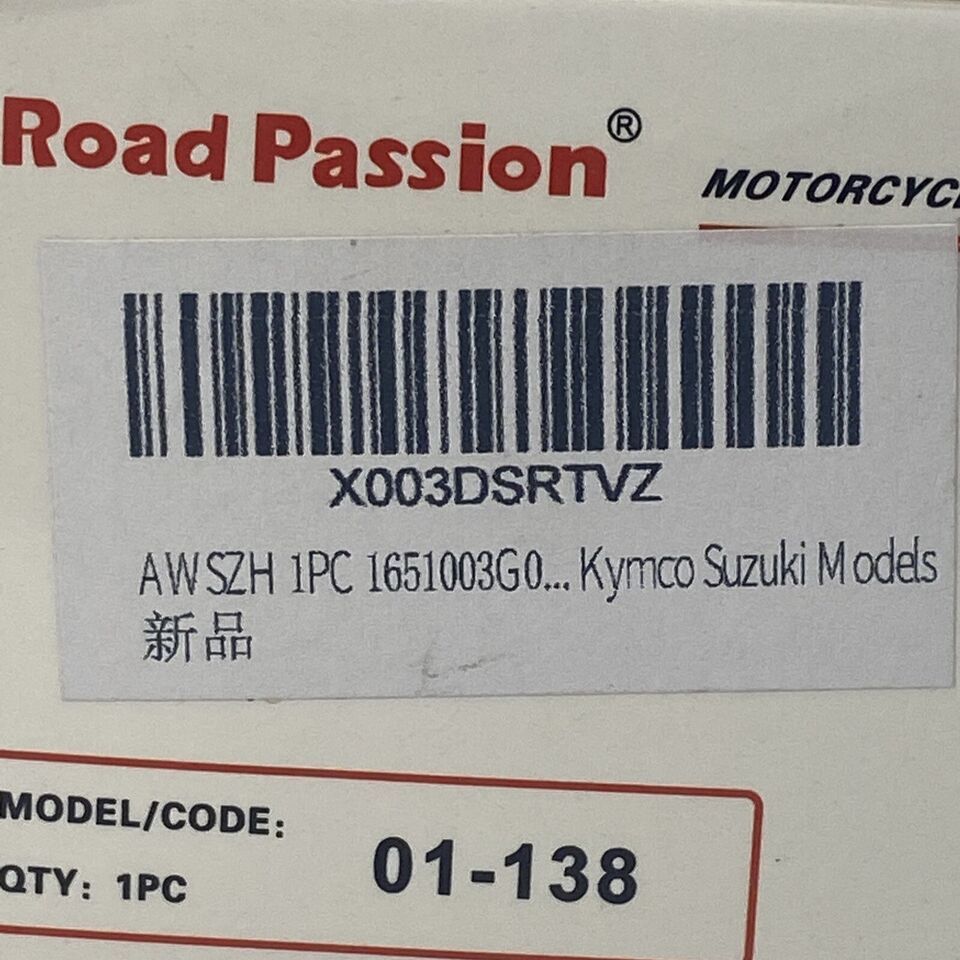 Road Passion®
MOTORCYC
X003DSRTVZ
AWSZH 1PC 1651003G0... Kymco Suzuki Models
新品
MODEL/CODE:
01-138
QTY: 1PC